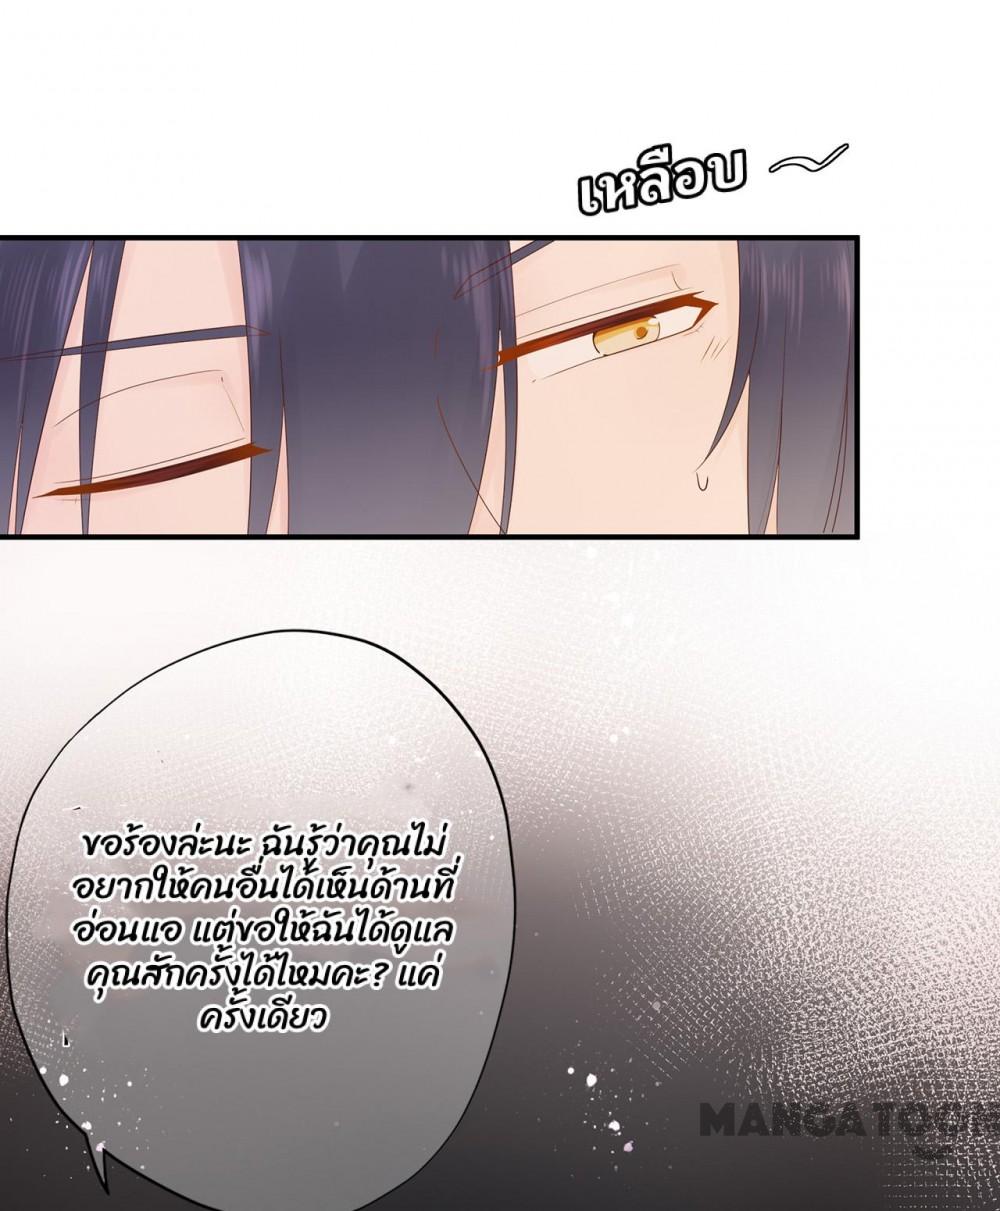 เหลือบ ~
ขอร้องล่ะนะ ฉันรู้ว่าคุณไม่
อยากให้คนอื่นได้เห็นด้านที่
อ่อนแอ แต่ขอให้ฉันได้ดูแล
คุณสักครั้งได้ไหมคะ? แค่
ครั้งเดียว
MANGA TOON